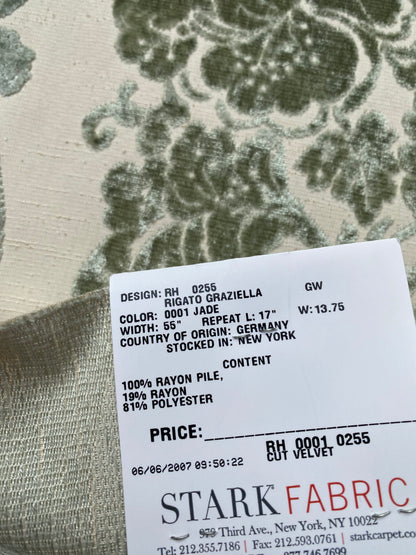 DESIGN: RH 0255 GW
RIGATO GRAZIELLA
COLOR: 0001 JADE
WIDTH: 55" REPEAT L: 17" W: 13.75
COUNTRY OF ORIGIN: GERMANY
STOCKED IN: NEW YORK
CONTENT
100% RAYON PILE,
19% RAYON
81% POLYESTER
PRICE:
RH 0001 0255
CUT VELVET
06/06/2007 09:50:22
STARK FABRIC
979 Third Ave., New York, NY 10022
Tel: 212.355.7186 | Fax: 212.593.0761 | starkcarpet.co